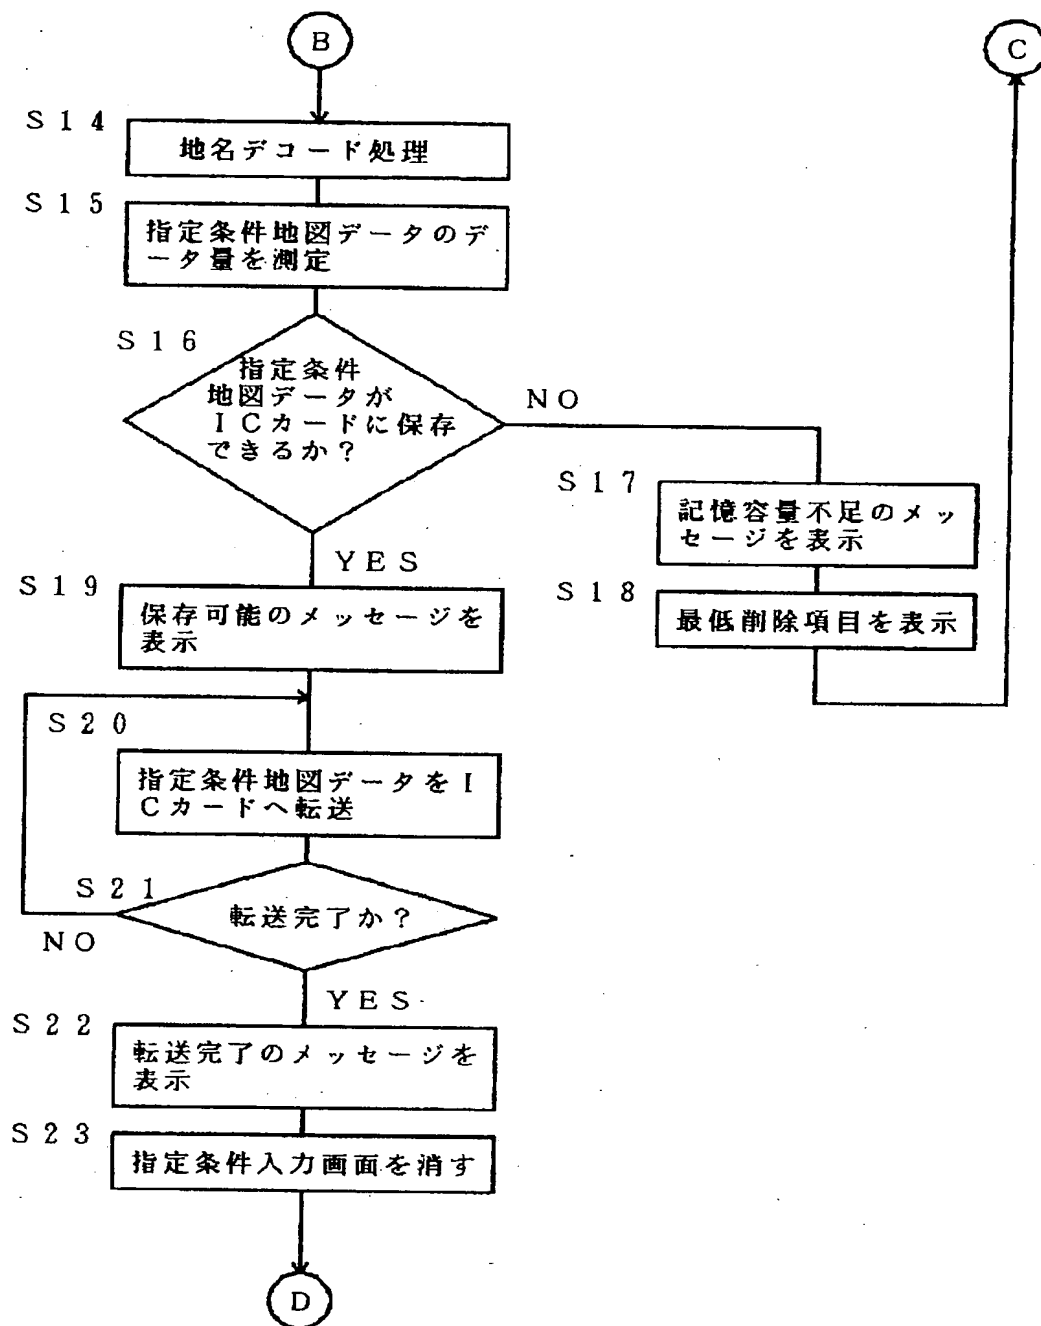 B
C
S14
地名デコード処理
S15
指定条件地図データのデ
ータ量を測定
S16
指定条件
地図データが
ICカードに保存
できるか?
NO
YES
S17
記憶容量不足のメッ
セージを表示
S18
最低削除項目を表示
S19
保存可能のメッセージを
表示
S20
指定条件地図データをI
Cカードへ転送
S21
転送完了か?
NO
YES
S22
転送完了のメッセージを
表示
S23
指定条件入力画面を消す
D